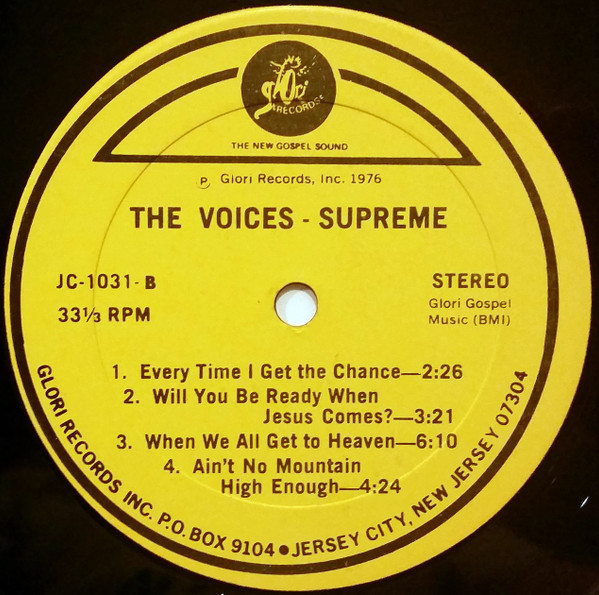 glori
RECORDS
THE NEW GOSPEL SOUND
P Glori Records, Inc. 1976
THE VOICES - SUPREME
JC-1031-B
STEREO
33⅓ RPM
Glori Gospel
Music (BMI)
1. Every Time I Get the Chance—2:26
2. Will You Be Ready When
Jesus Comes?—3:21
3. When We All Get to Heaven—6:10
4. Ain't No Mountain
High Enough—4:24
GLORI RECORDS INC. P.O. BOX 9104 ● JERSEY CITY, NEW JERSEY 07304